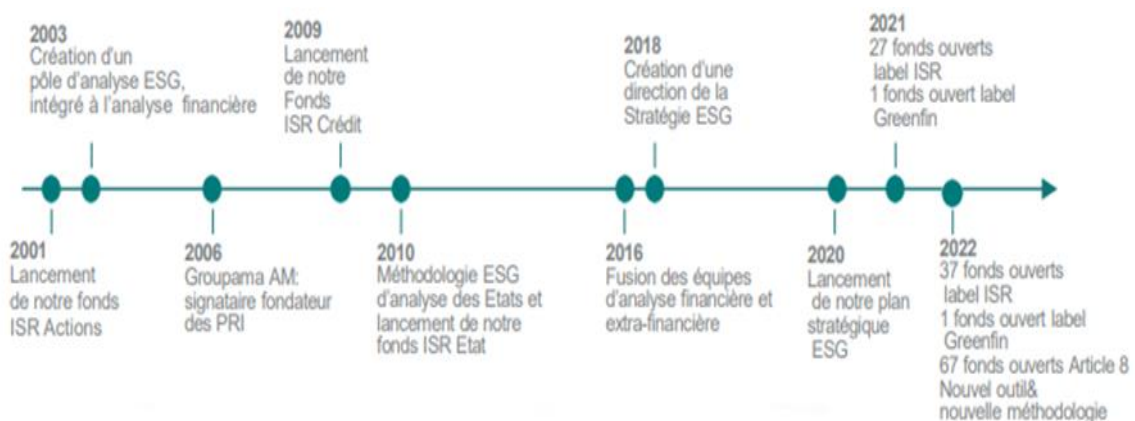 2003
Création d'un
pôle d'analyse ESG,
intégré à l'analyse financière
2009
Lancement
de notre
Fonds
ISR Crédit
2018
Création d'une
direction de la
Stratégie ESG
2021
27 fonds ouverts
label ISR
1 fonds ouvert label
Greenfin
2001
Lancement
de notre fonds
ISR Actions
2006
Groupama AM:
signataire fondateur
des PRI
2010
Méthodologie ESG
d'analyse des Etats et
lancement de notre
fonds ISR Etat
2016
Fusion des équipes
d'analyse financière et
extra-financière
2020
Lancement
de notre plan
stratégique
ESG
2022
37 fonds ouverts
label ISR
1 fonds ouvert label
Greenfin
67 fonds ouverts Article 8
Nouvel outil&
nouvelle méthodologie